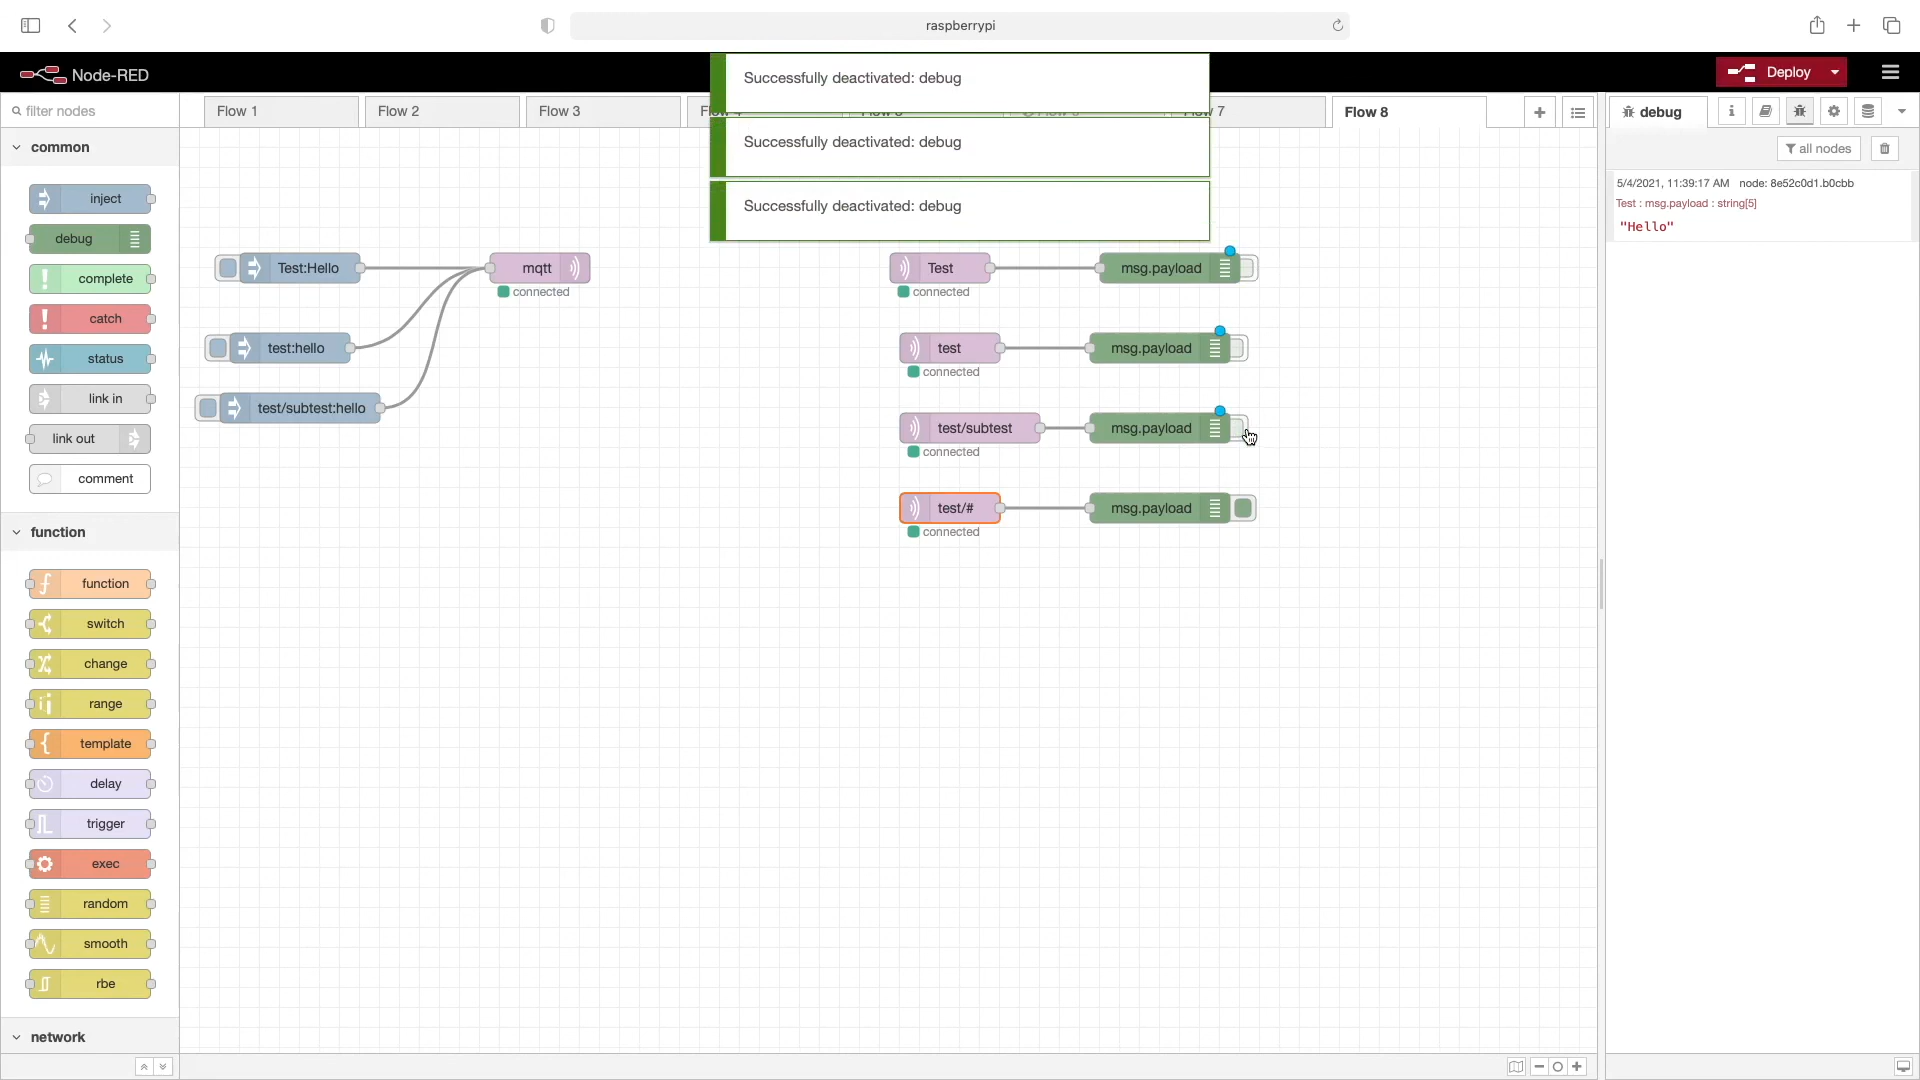 raspberrypi
Node-RED
Deploy
filter nodes
Flow 1
Flow 2
Flow 3
Flow 8
debug
Successfully deactivated: debug
Successfully deactivated: debug
Successfully deactivated: debug
all nodes
5/4/2021, 11:39:17 AM node: 8e52c0d1.b0cbb
Test : msg.payload : string[5]
"Hello"
common
inject
debug
complete
catch
status
link in
link out
comment
function
function
switch
change
range
template
delay
trigger
exec
random
smooth
rbe
network
Test:Hello
test:hello
test/subtest:hello
mqtt
connected
Test
connected
msg.payload
test
connected
msg.payload
test/subtest
connected
msg.payload
test/#
connected
msg.payload